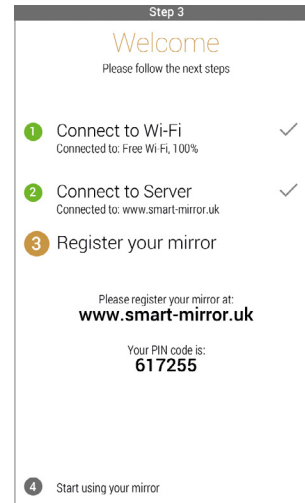 Step 3
Welcome
Please follow the next steps
1 Connect to Wi-Fi
Connected to: Free Wi-Fi, 100%
2 Connect to Server
Connected to: www.smart-mirror.uk
3 Register your mirror
Please register your mirror at:
www.smart-mirror.uk
Your PIN code is:
617255
4 Start using your mirror